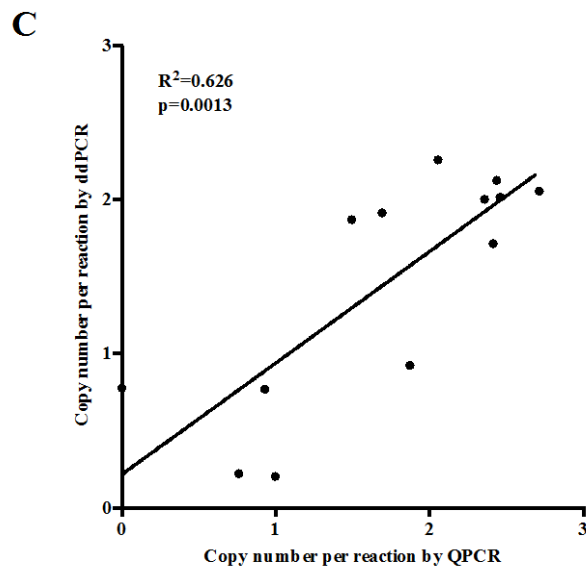 C
R²=0.626
p=0.0013
Copy number per reaction by ddPCR
3
2
1
0
0
1
2
3
Copy number per reaction by QPCR